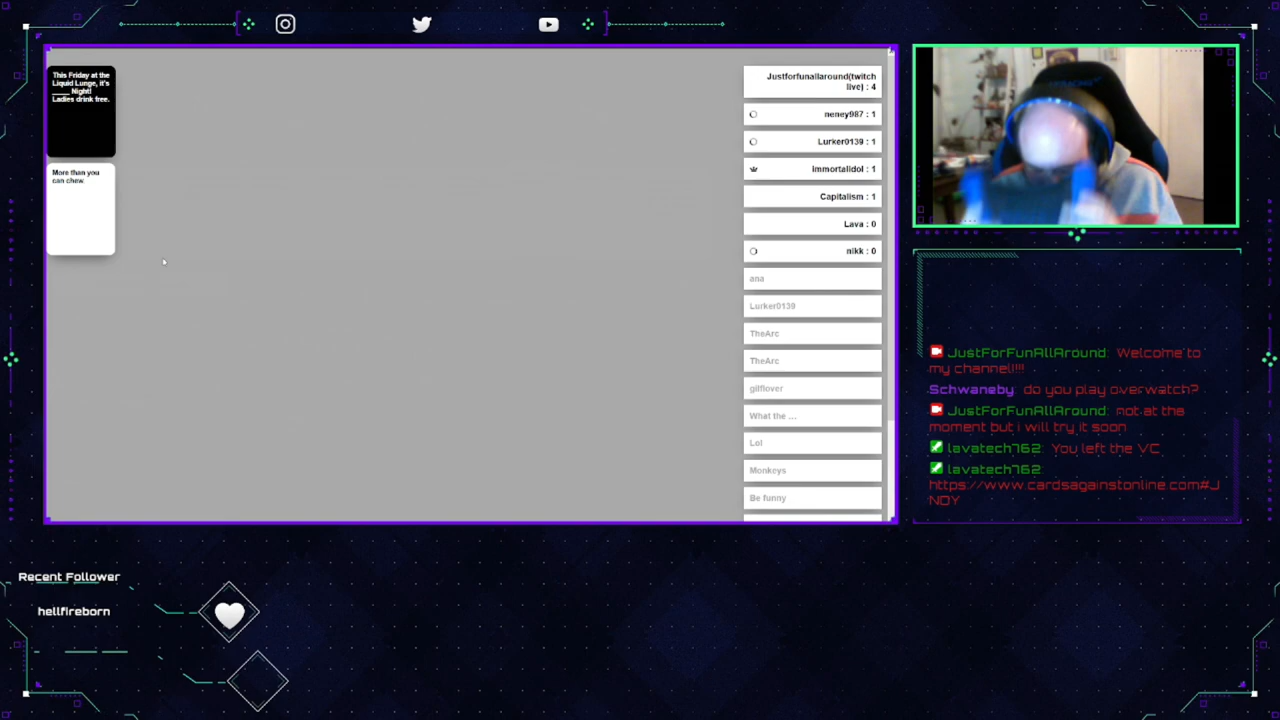 This Friday at the
Liquid Lunge, it's
____ Night!
Ladies drink free.
More than you
can chew.
Justforfunallaround(twitch
live) : 4
neney987 : 1
Lurker0139 : 1
immortalidol : 1
Capitalism : 1
Lava : 0
nikk : 0
ana
Lurker0139
TheArc
TheArc
gilflover
What the ...
Lol
Monkeys
Be funny
JustForFunAllAround: Welcome to
my channel!!!
Schwaneby: do you play overwatch?
JustForFunAllAround: not at the
moment but i will try it soon
lavatech762: You left the VC
lavatech762:
https://www.cardsagainstonline.com#J
NDY
Recent Follower
hellfireborn